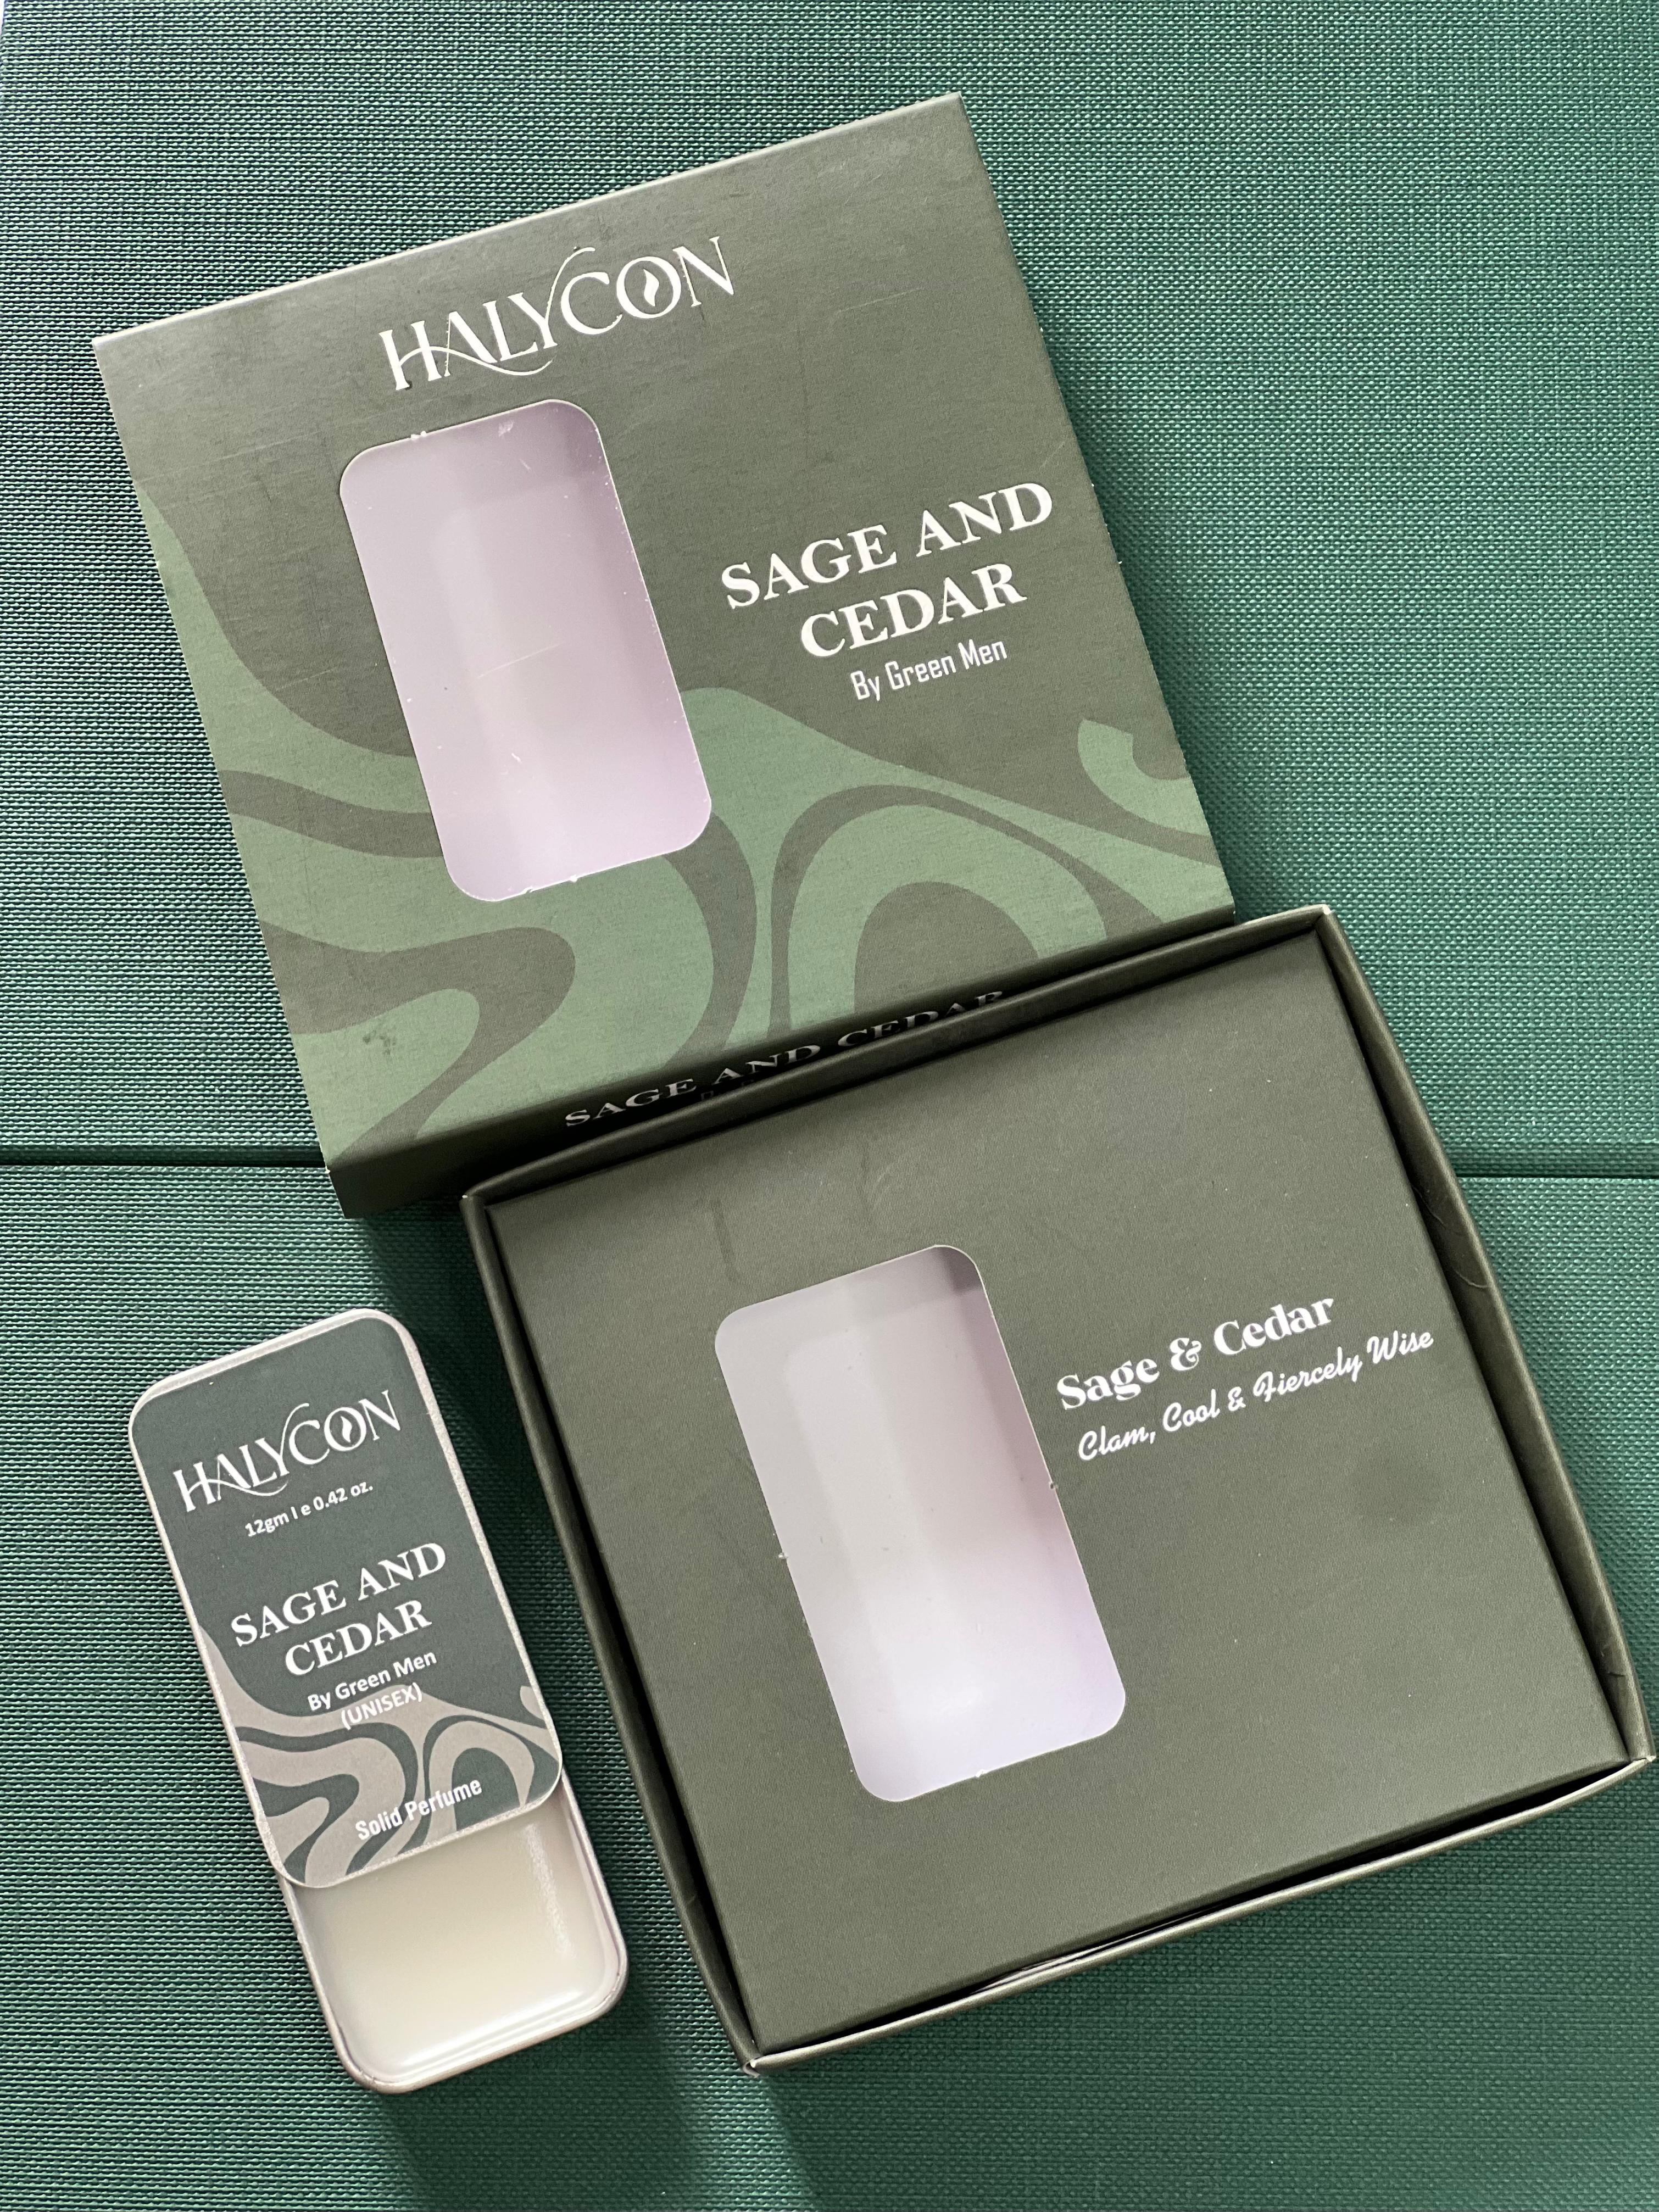 HALYCON
SAGE AND
CEDAR
By Green Men
SAGE AND CEDAR
Sage & Cedar
Clam, Cool & Fiercely Wise
HALYCON
12gm l e 0.42 oz.
SAGE AND
CEDAR
By Green Men
(UNISEX)
Solid Perfume